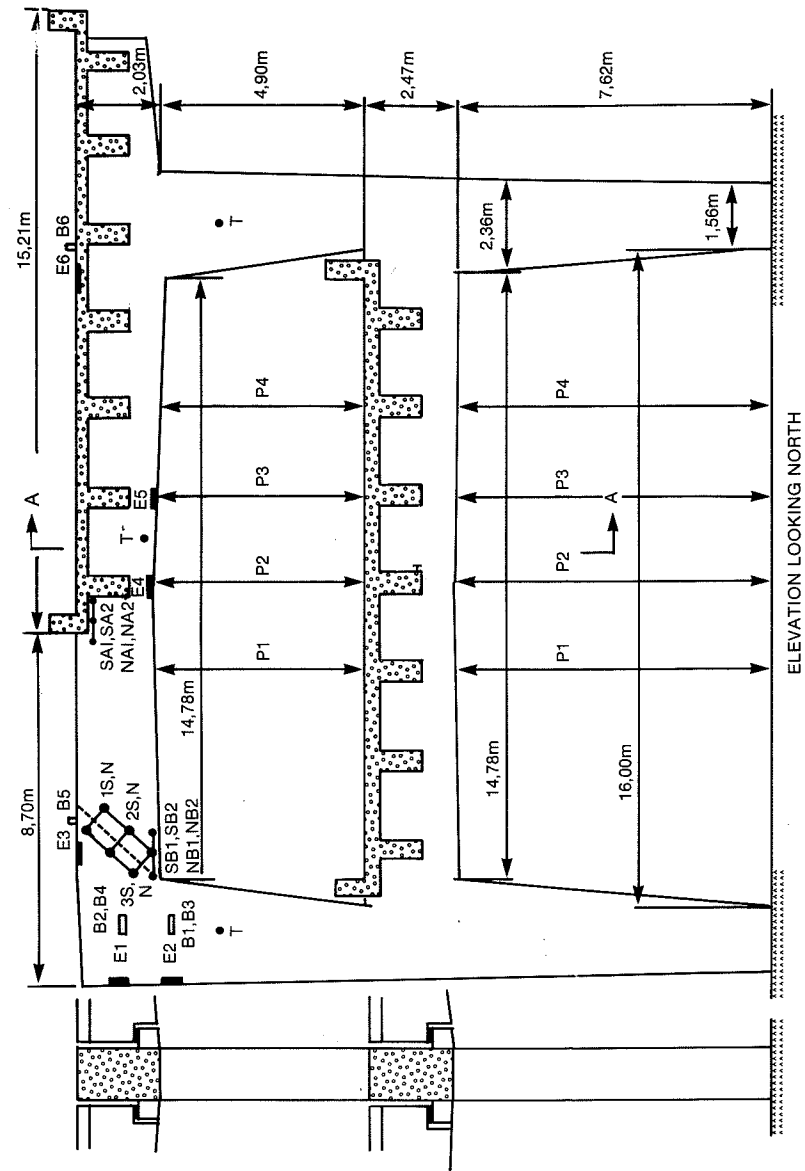 15,21m
8,70m
A
E6 B6
E3 B5
2,03m
4,90m
2,47m
7,62m
SA1,SA2
NA1,NA2
1S,N
2S,N
3S,
N
B2,B4
E1
E2
B1,B3
SB1,SB2
NB1,NB2
E4
E5
T
T
T
14,78m
P1
P2
P3
P4
H
2,36m
1,56m
14,78m
16,00m
P1
P2
P3
P4
A
ELEVATION LOOKING NORTH